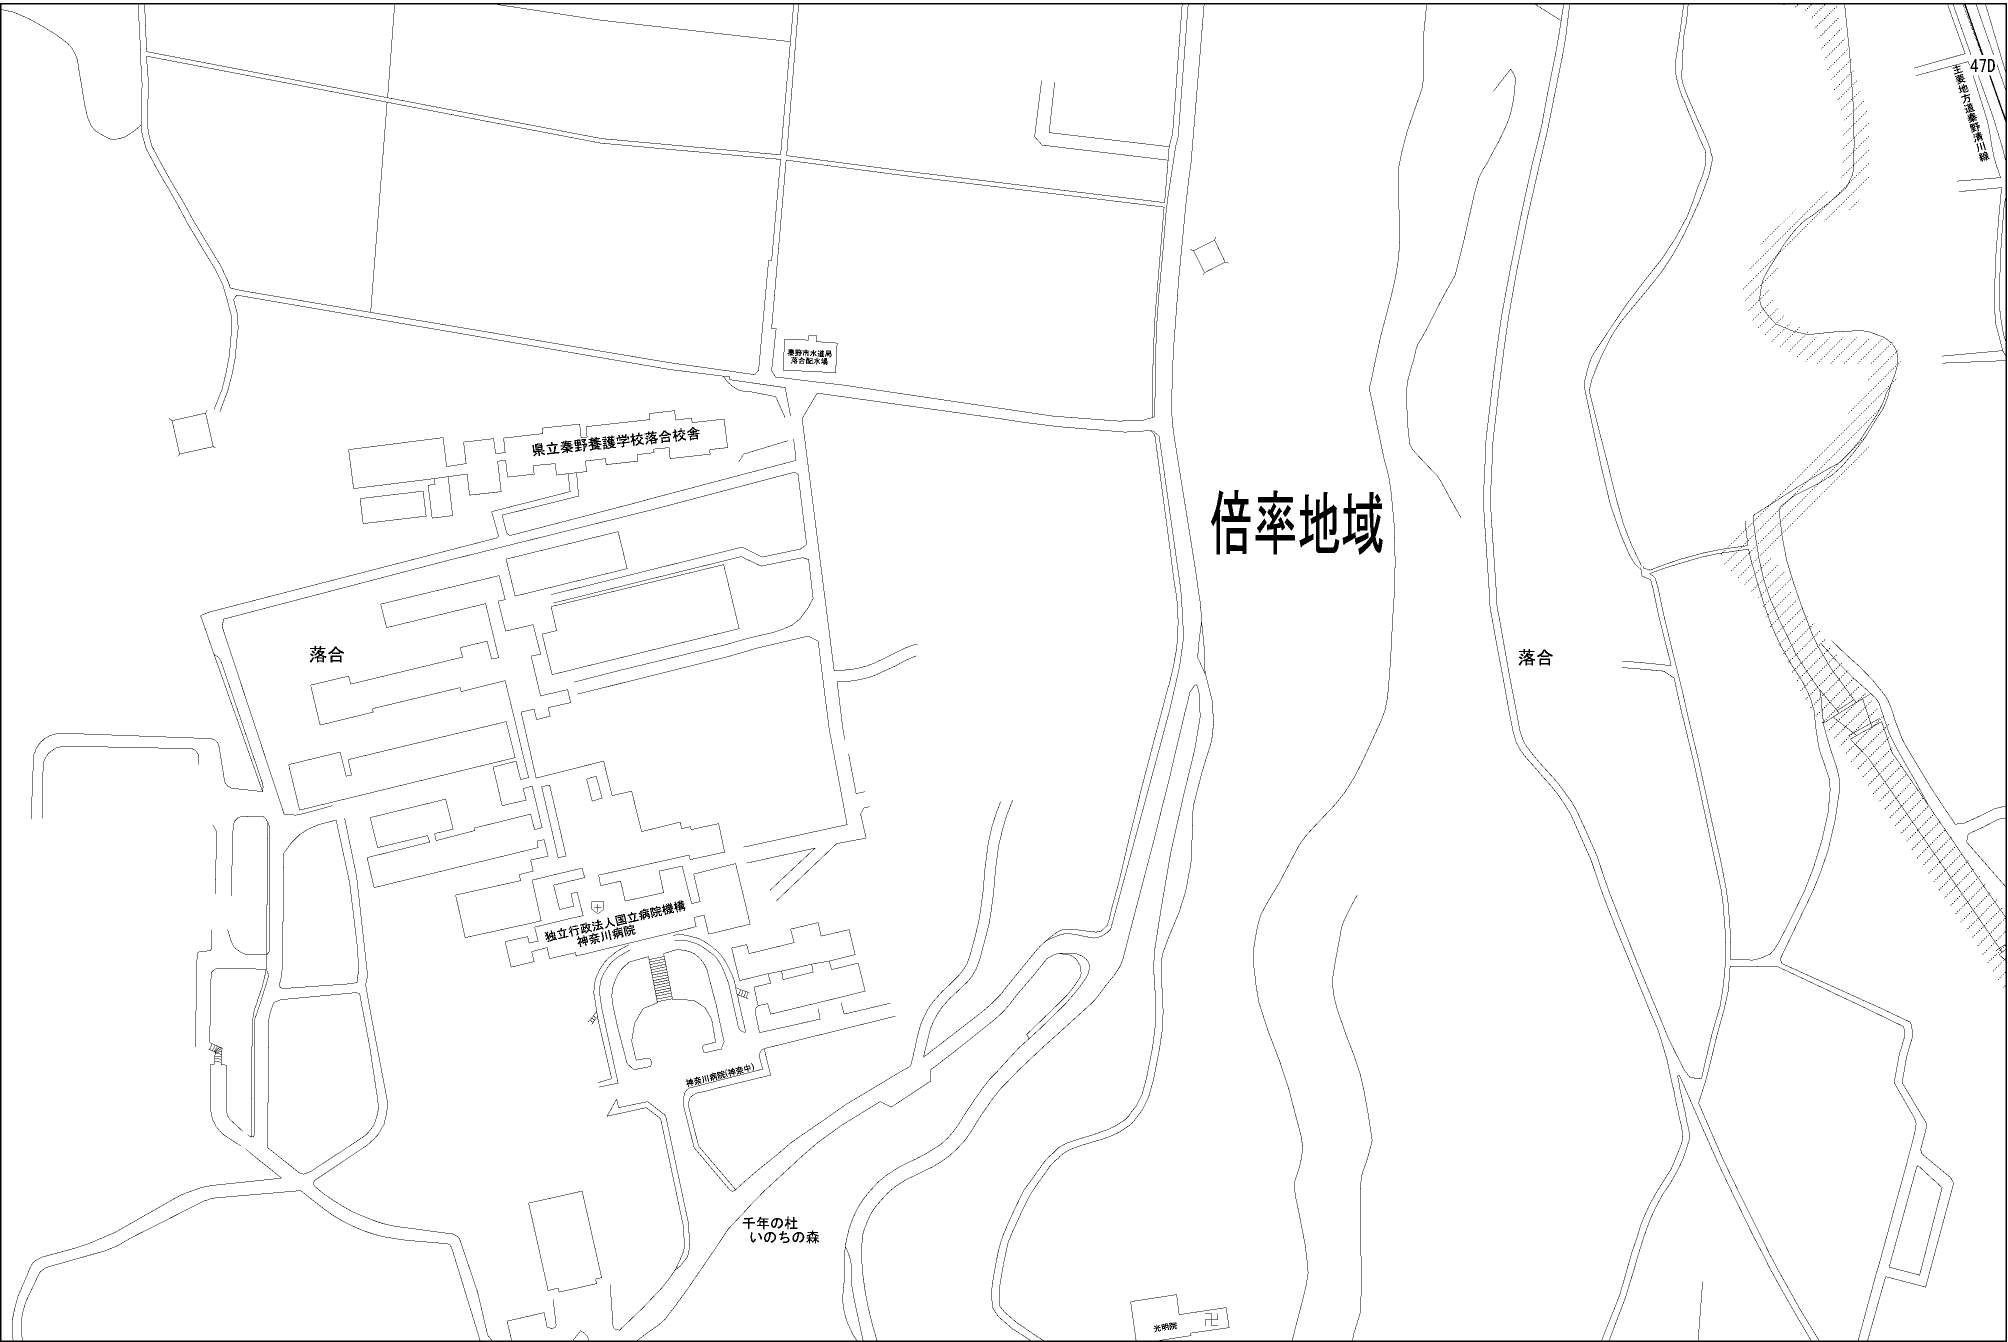 47D
主要地方道秦野清川線
秦野市水道局
落合配水場
県立秦野養護学校落合校舎
倍率地域
落合
落合
独立行政法人国立病院機構
神奈川病院
神奈川病院(神奈中)
千年の杜
いのちの森
光明院